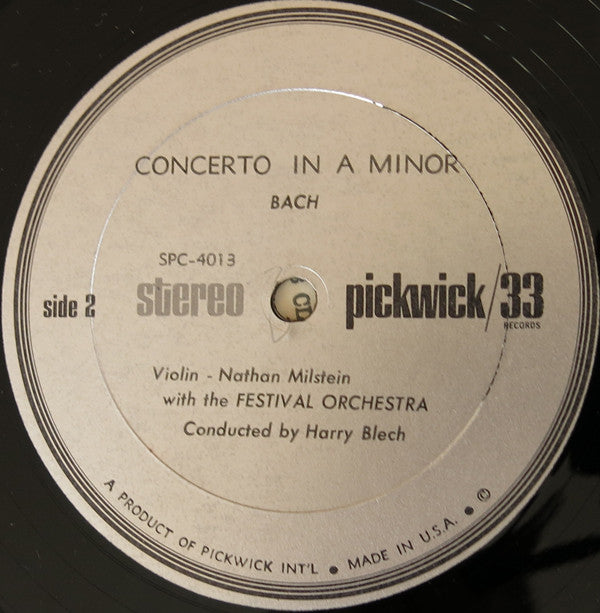 CONCERTO IN A MINOR
BACH
SPC-4013
side 2 stereo pickwick/33
RECORDS
Violin - Nathan Milstein
with the FESTIVAL ORCHESTRA
Conducted by Harry Blech
A PRODUCT OF PICKWICK INT'L ● MADE IN U.S.A. ● ©